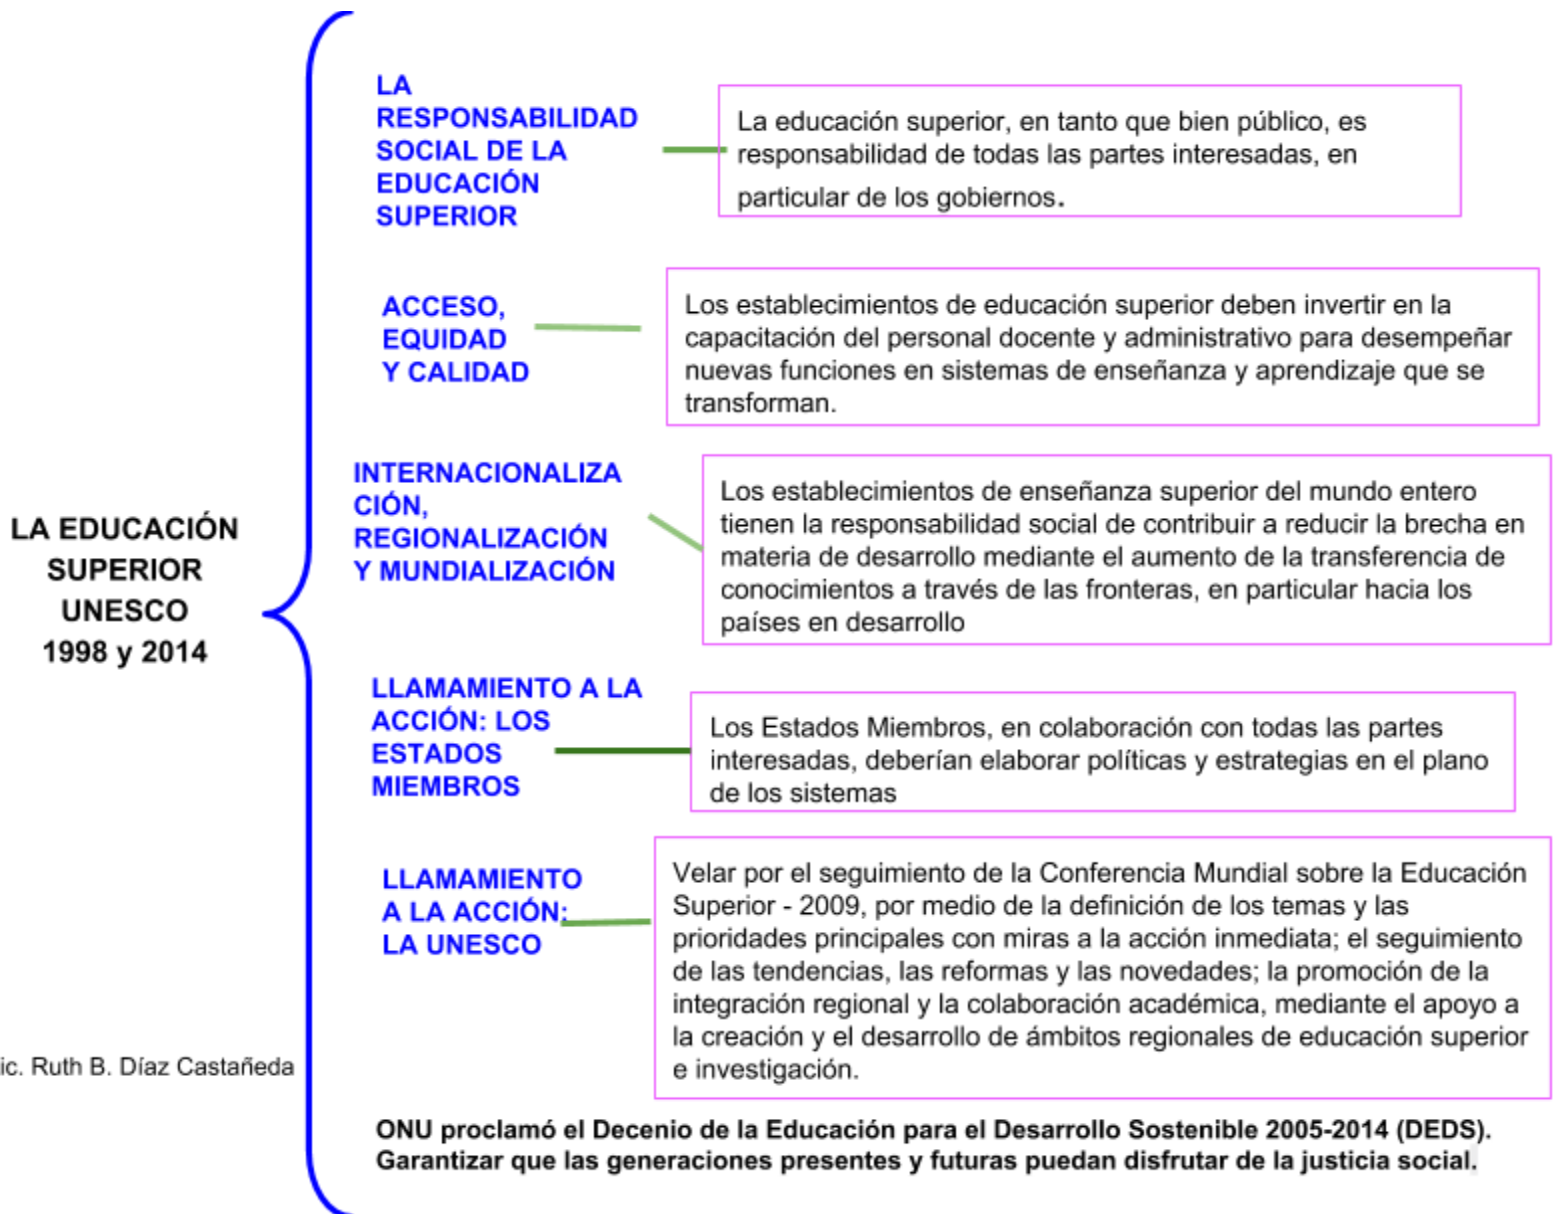 LA EDUCACIÓN
SUPERIOR
UNESCO
1998 y 2014
LA
RESPONSABILIDAD
SOCIAL DE LA
EDUCACIÓN
SUPERIOR
La educación superior, en tanto que bien público, es
responsabilidad de todas las partes interesadas, en
particular de los gobiernos.
ACCESO,
EQUIDAD
Y CALIDAD
Los establecimientos de educación superior deben invertir en la
capacitación del personal docente y administrativo para desempeñar
nuevas funciones en sistemas de enseñanza y aprendizaje que se
transforman.
INTERNACIONALIZA
CIÓN,
REGIONALIZACIÓN
Y MUNDIALIZACIÓN
Los establecimientos de enseñanza superior del mundo entero
tienen la responsabilidad social de contribuir a reducir la brecha en
materia de desarrollo mediante el aumento de la transferencia de
conocimientos a través de las fronteras, en particular hacia los
países en desarrollo
LLAMAMIENTO A LA
ACCIÓN: LOS
ESTADOS
MIEMBROS
Los Estados Miembros, en colaboración con todas las partes
interesadas, deberían elaborar políticas y estrategias en el plano
de los sistemas
LLAMAMIENTO
A LA ACCIÓN:
LA UNESCO
Velar por el seguimiento de la Conferencia Mundial sobre la Educación
Superior - 2009, por medio de la definición de los temas y las
prioridades principales con miras a la acción inmediata; el seguimiento
de las tendencias, las reformas y las novedades; la promoción de la
integración regional y la colaboración académica, mediante el apoyo a
la creación y el desarrollo de ámbitos regionales de educación superior
e investigación.
ic. Ruth B. Díaz Castañeda
ONU proclamó el Decenio de la Educación para el Desarrollo Sostenible 2005-2014 (DEDS).
Garantizar que las generaciones presentes y futuras puedan disfrutar de la justicia social.